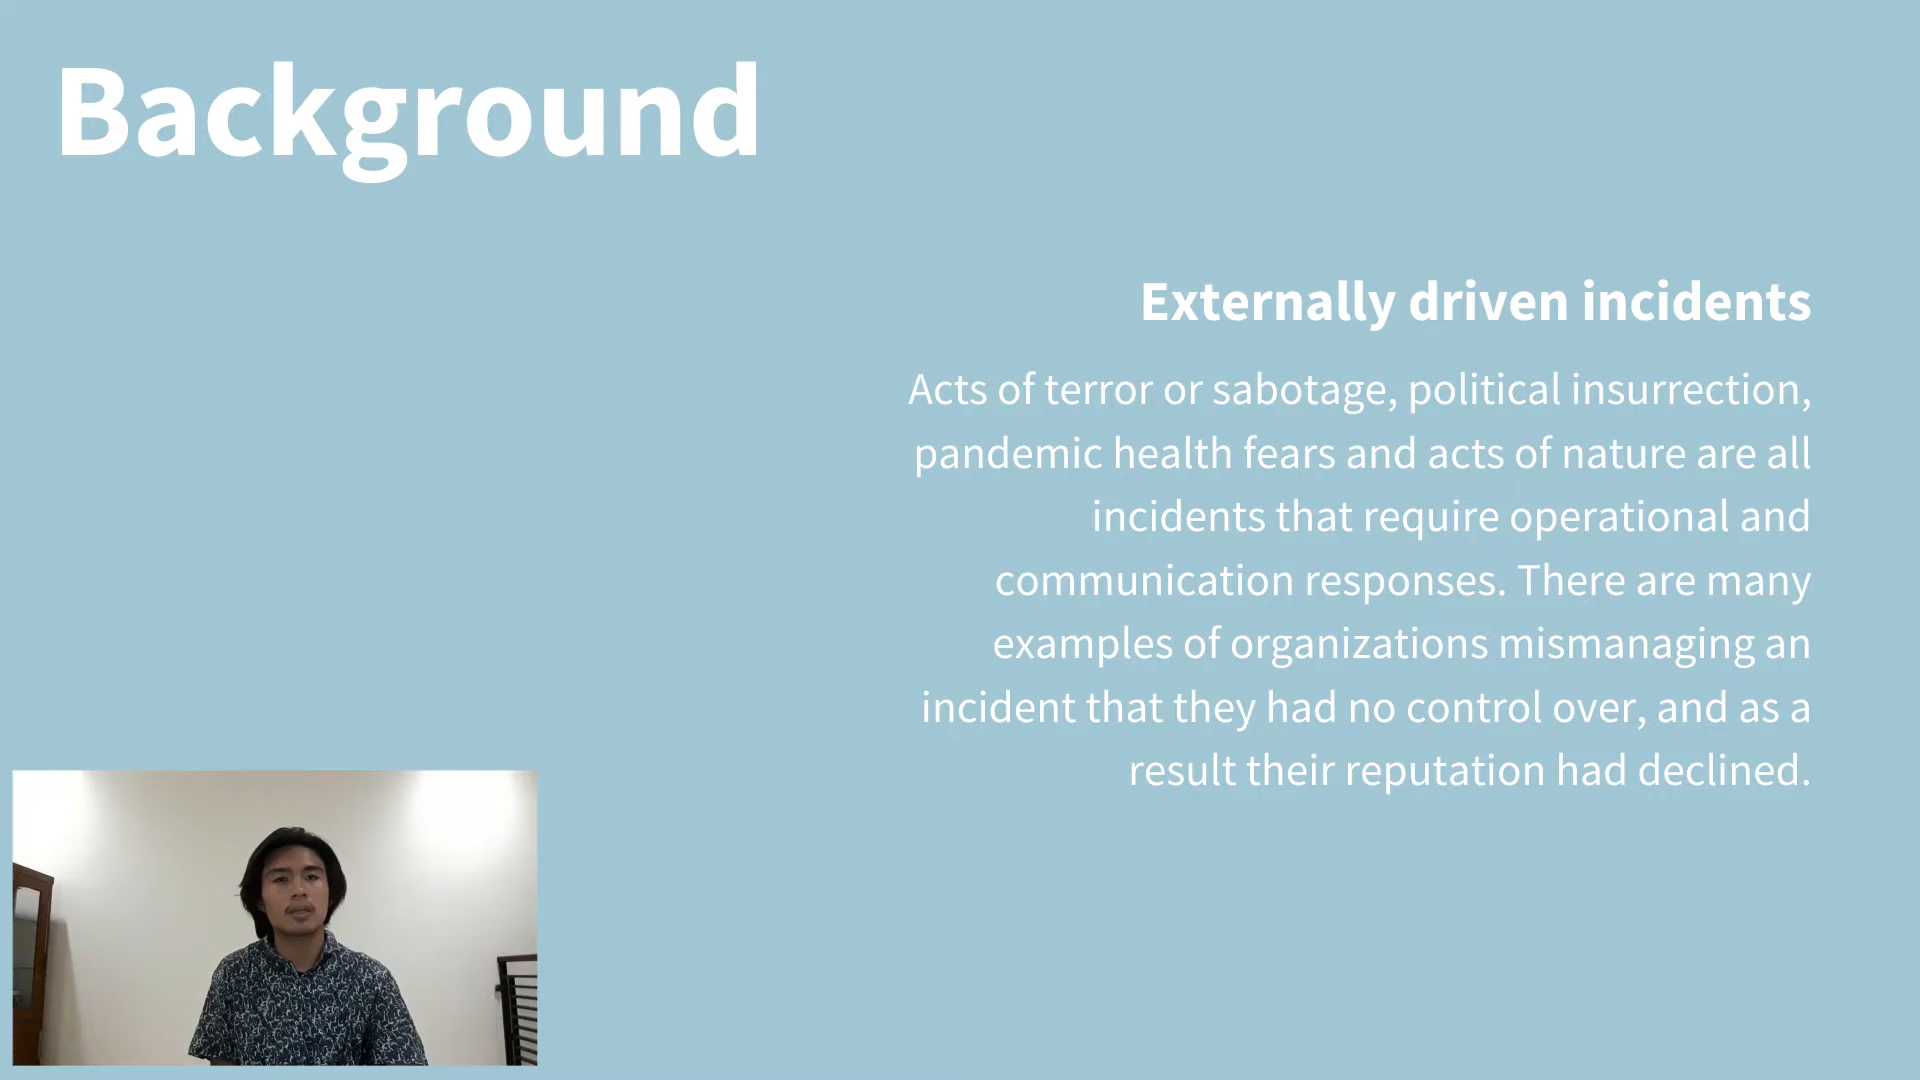 Background
Externally driven incidents
Acts of terror or sabotage, political insurrection,
pandemic health fears and acts of nature are all
incidents that require operational and
communication responses. There are many
examples of organizations mismanaging an
incident that they had no control over, and as a
result their reputation had declined.